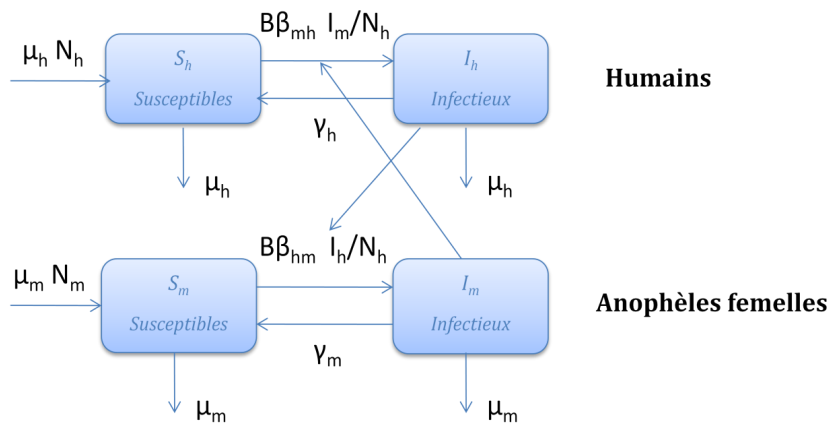 Bβmh Im/Nh
μh Nh
Sh
Ih
Susceptibles
Infectieux
Humains
γh
μh
μh
Bβhm Ih/Nh
μm Nm
Sm
Im
Susceptibles
Infectieux
Anophèles femelles
γm
μm
μm